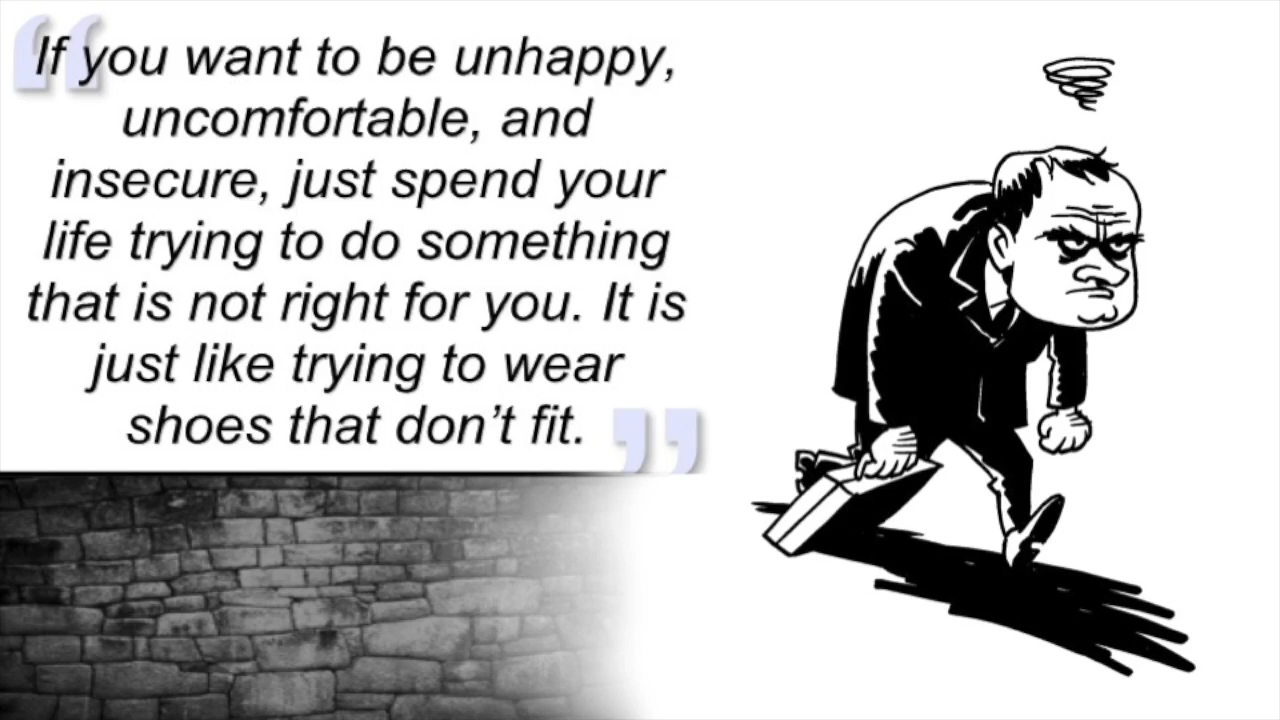 If you want to be unhappy,
uncomfortable, and
insecure, just spend your
life trying to do something
that is not right for you. It is
just like trying to wear
shoes that don’t fit.